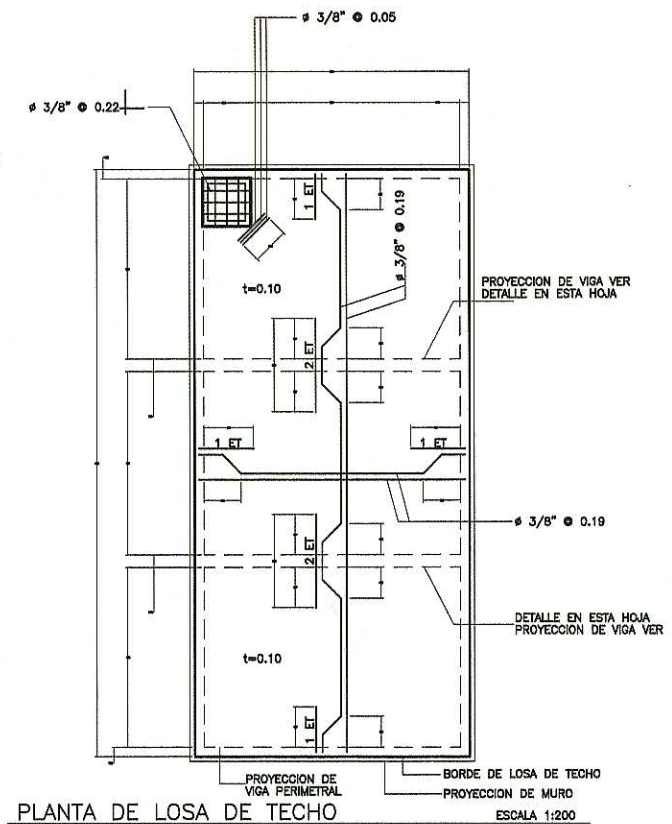 ø 3/8" @ 0.05
ø 3/8" @ 0.22
1 ET
ø 3/8" @ 0.19
t=0.10
PROYECCION DE VIGA VER
DETALLE EN ESTA HOJA
2 ET
1 ET
1 ET
ø 3/8" @ 0.19
2 ET
DETALLE EN ESTA HOJA
PROYECCION DE VIGA VER
t=0.10
1 ET
PROYECCION DE
VIGA PERIMETRAL
BORDE DE LOSA DE TECHO
PROYECCION DE MURO
PLANTA DE LOSA DE TECHO
ESCALA 1:200